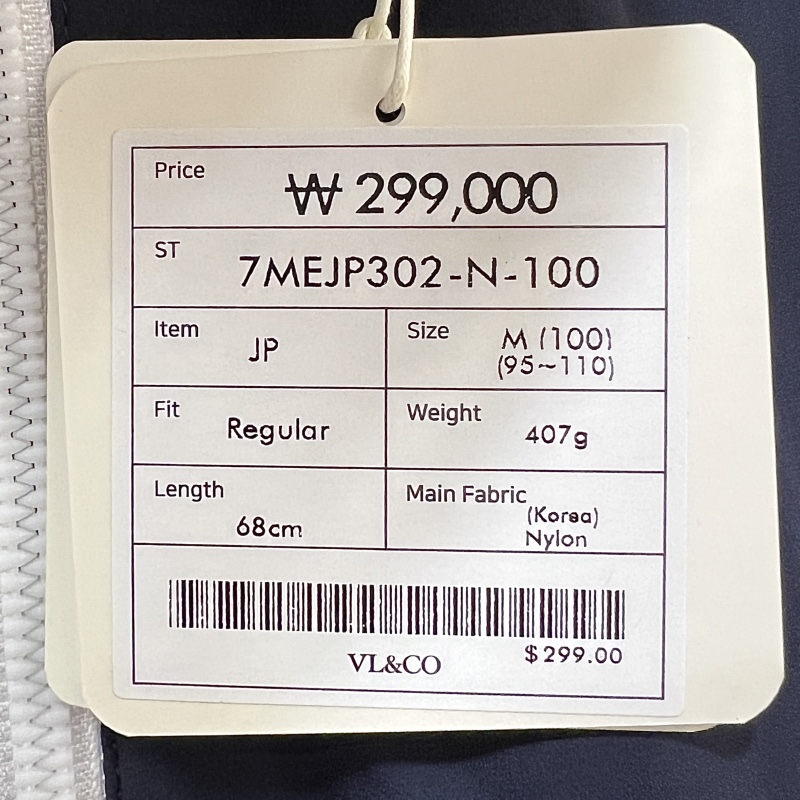 Price
₩ 299,000
ST
7MEJP302-N-100
Item
JP
Size
M (100)
(95~110)
Fit
Regular
Weight
407g
Length
68cm
Main Fabric
(Korea)
Nylon
$299.00
VL&CO